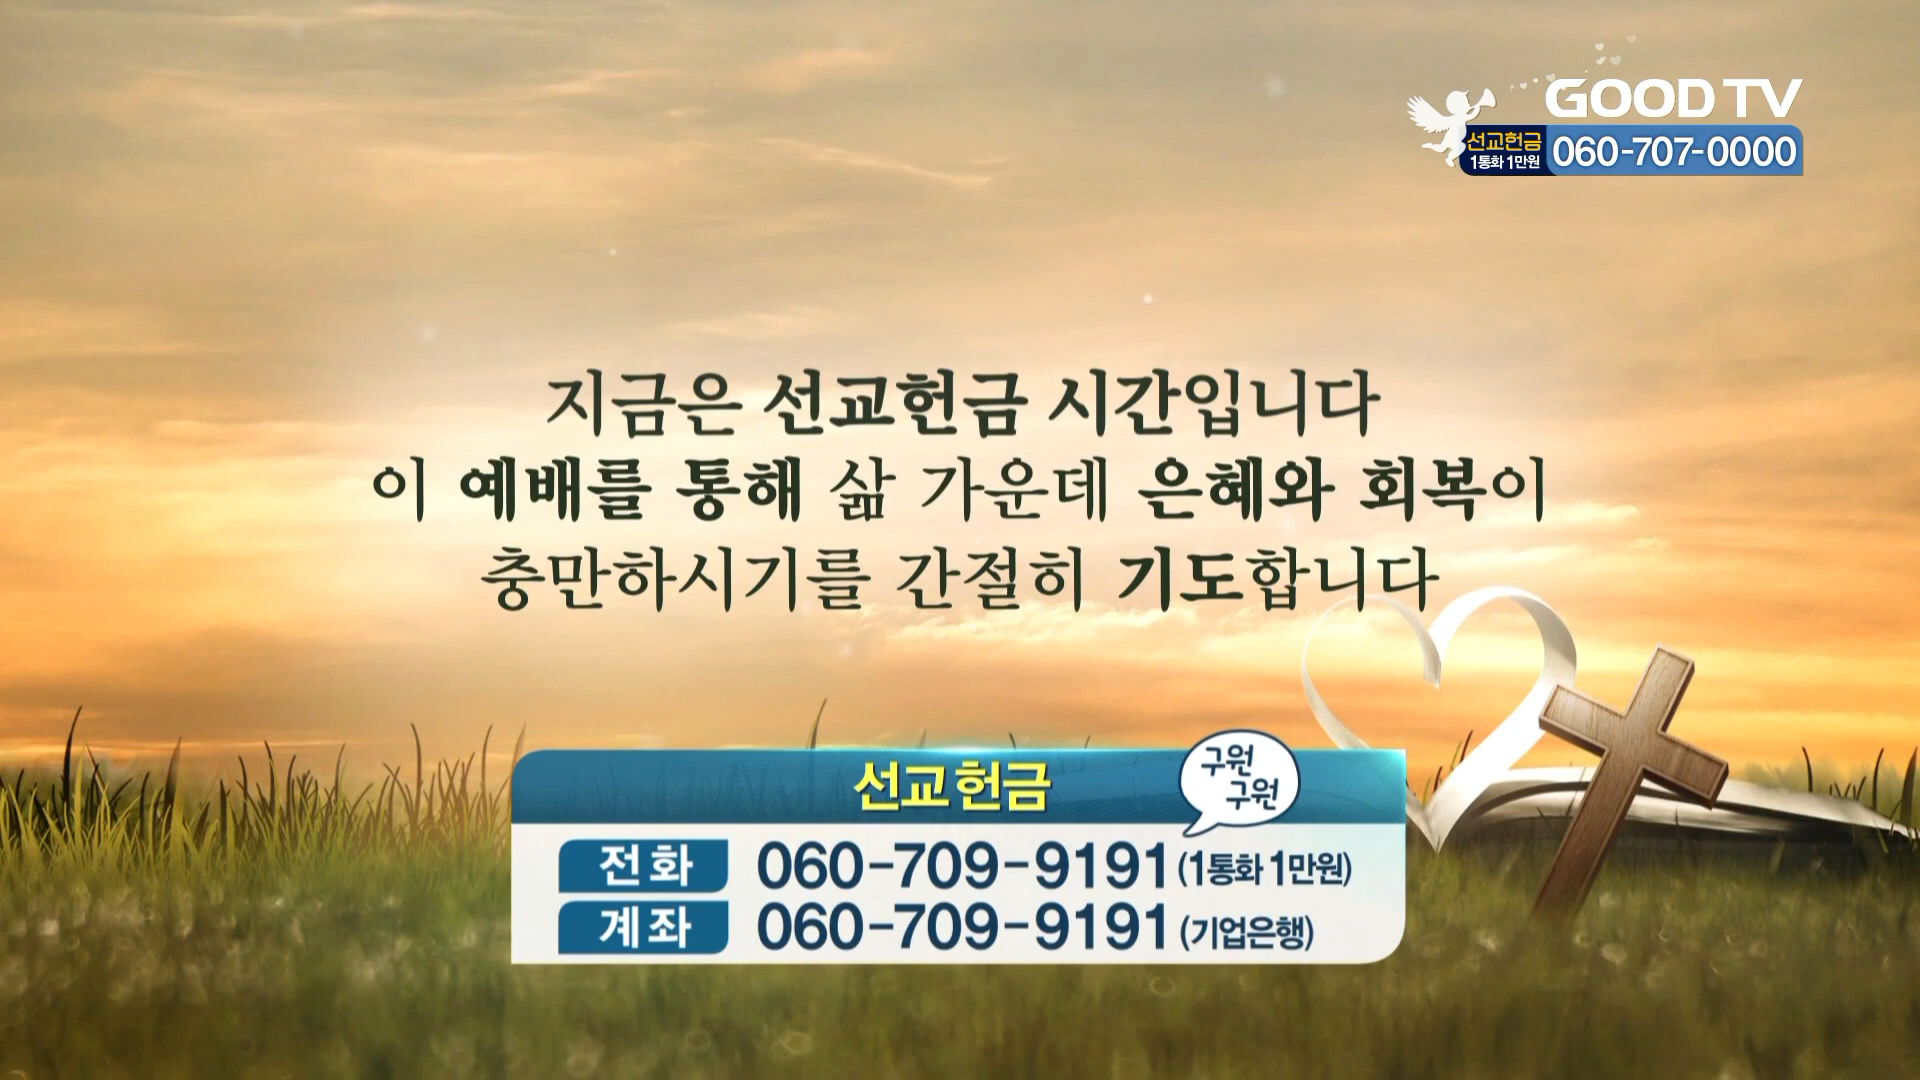 GOOD TV
선교헌금
1통화 1만원
060-707-0000
지금은 선교헌금 시간입니다
이 예배를 통해 삶 가운데 은혜와 회복이
충만하시기를 간절히 기도합니다
선교헌금
구원
구원
전화 060-709-9191 (1통화 1만원)
계좌 060-709-9191 (기업은행)